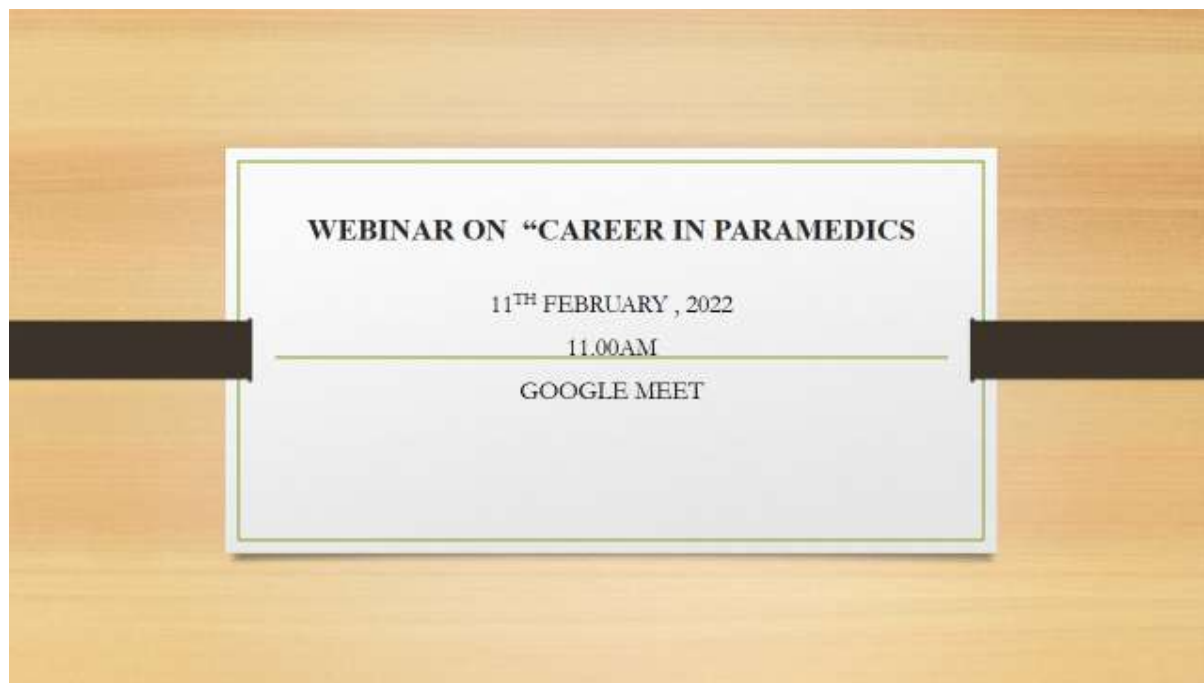 WEBINAR ON “CAREER IN PARAMEDICS
11TH FEBRUARY , 2022
11.00AM
GOOGLE MEET